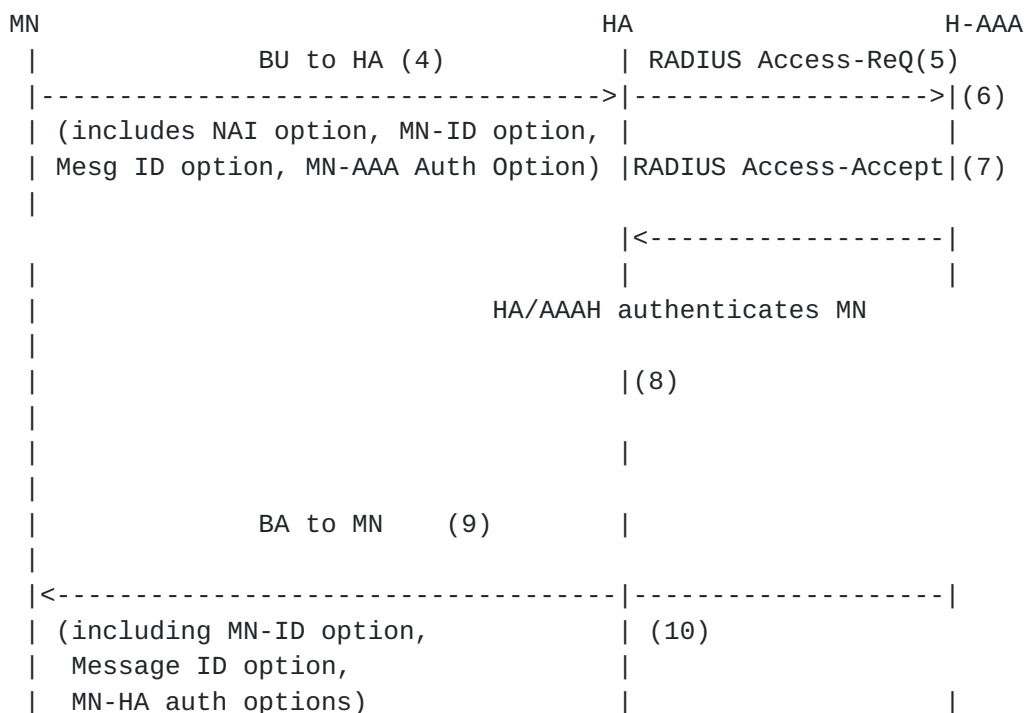 MN                                    HA                    H-AAA
 |              BU to HA (4)           | RADIUS Access-ReQ(5)
 |------------------------------------>|------------------->|(6)
 | (includes NAI option, MN-ID option, |                    |
 | Mesg ID option, MN-AAA Auth Option) |RADIUS Access-Accept|(7)
 |
                                       |<-------------------|
 |                                     |                    |
 |                             HA/AAAH authenticates MN
 |
 |                                     |(8)
 |
 |                                     |
 |
 |              BA to MN    (9)        |
 |
 |<------------------------------------|--------------------|
 | (including MN-ID option,            | (10)
 |  Message ID option,                 |
 |  MN-HA auth options)                |                    |